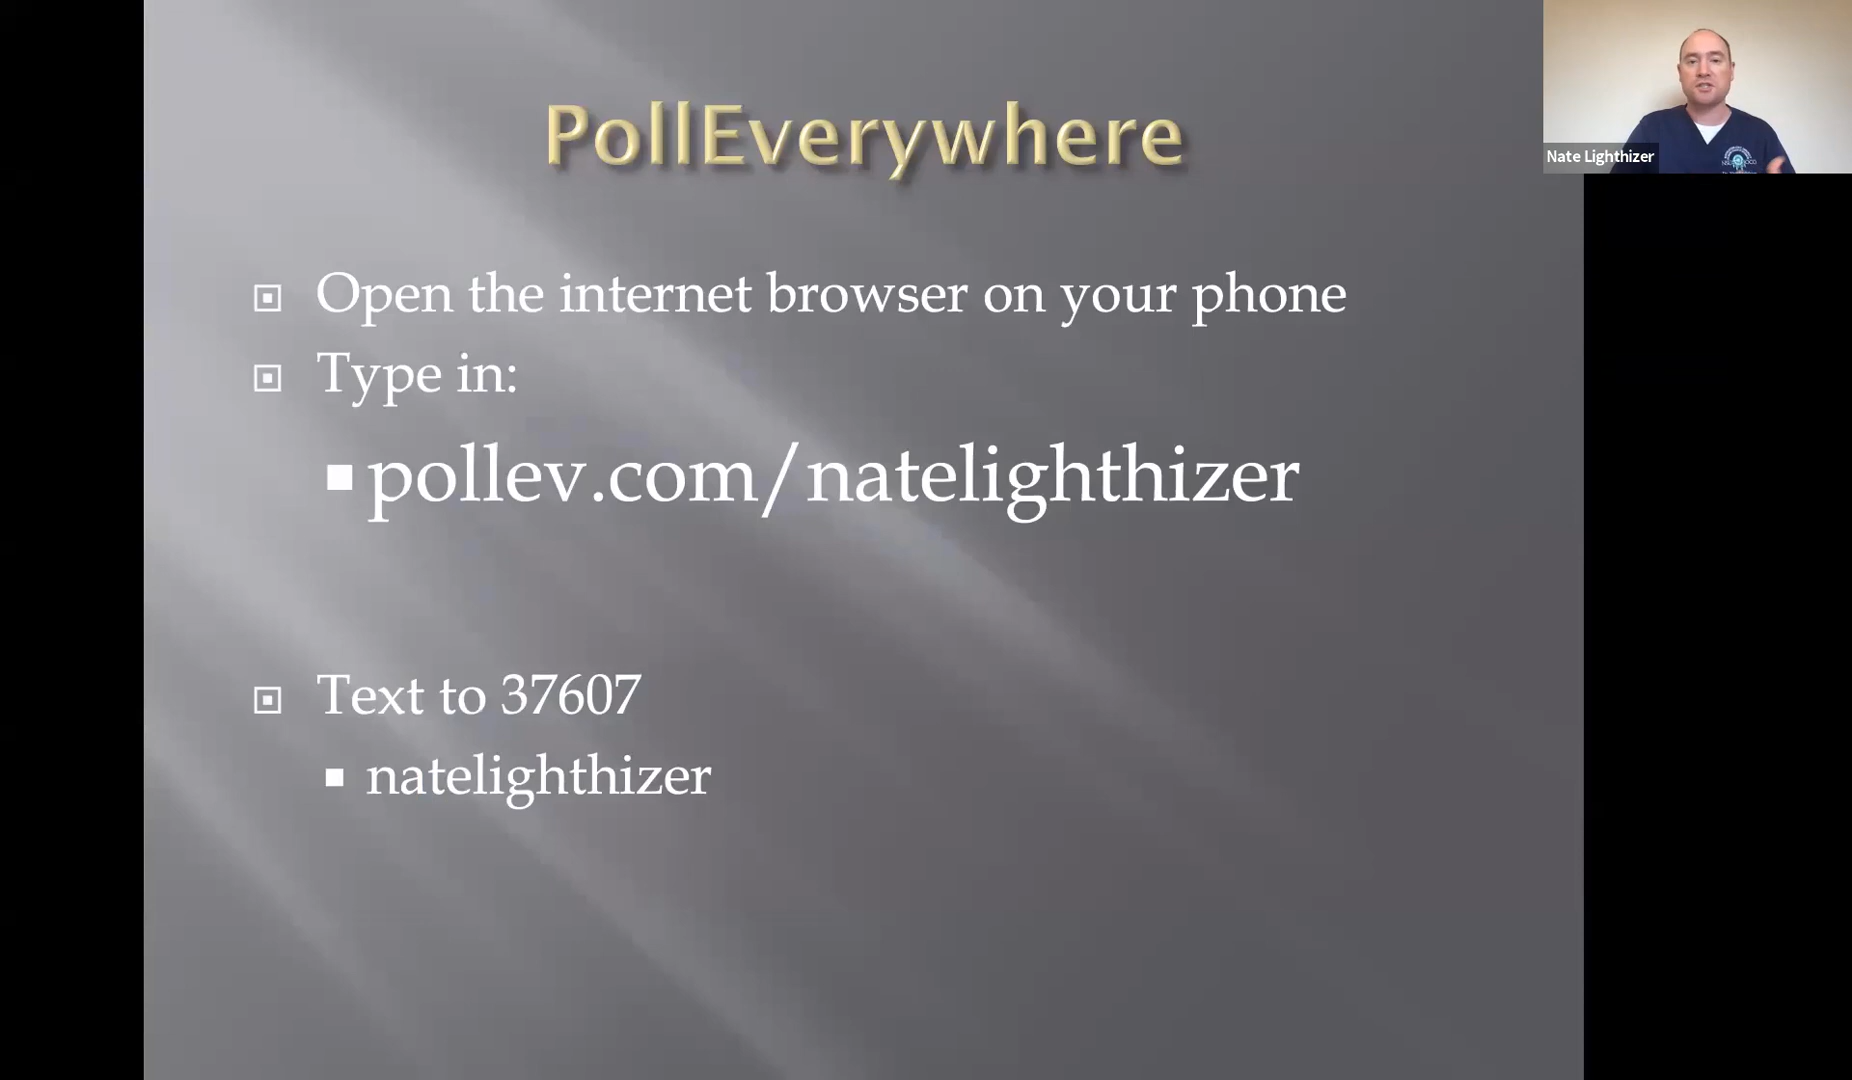 PollEverywhere
Nate Lighthizer
Open the internet browser on your phone
Type in:
pollev.com/natelighthizer
Text to 37607
natelighthizer